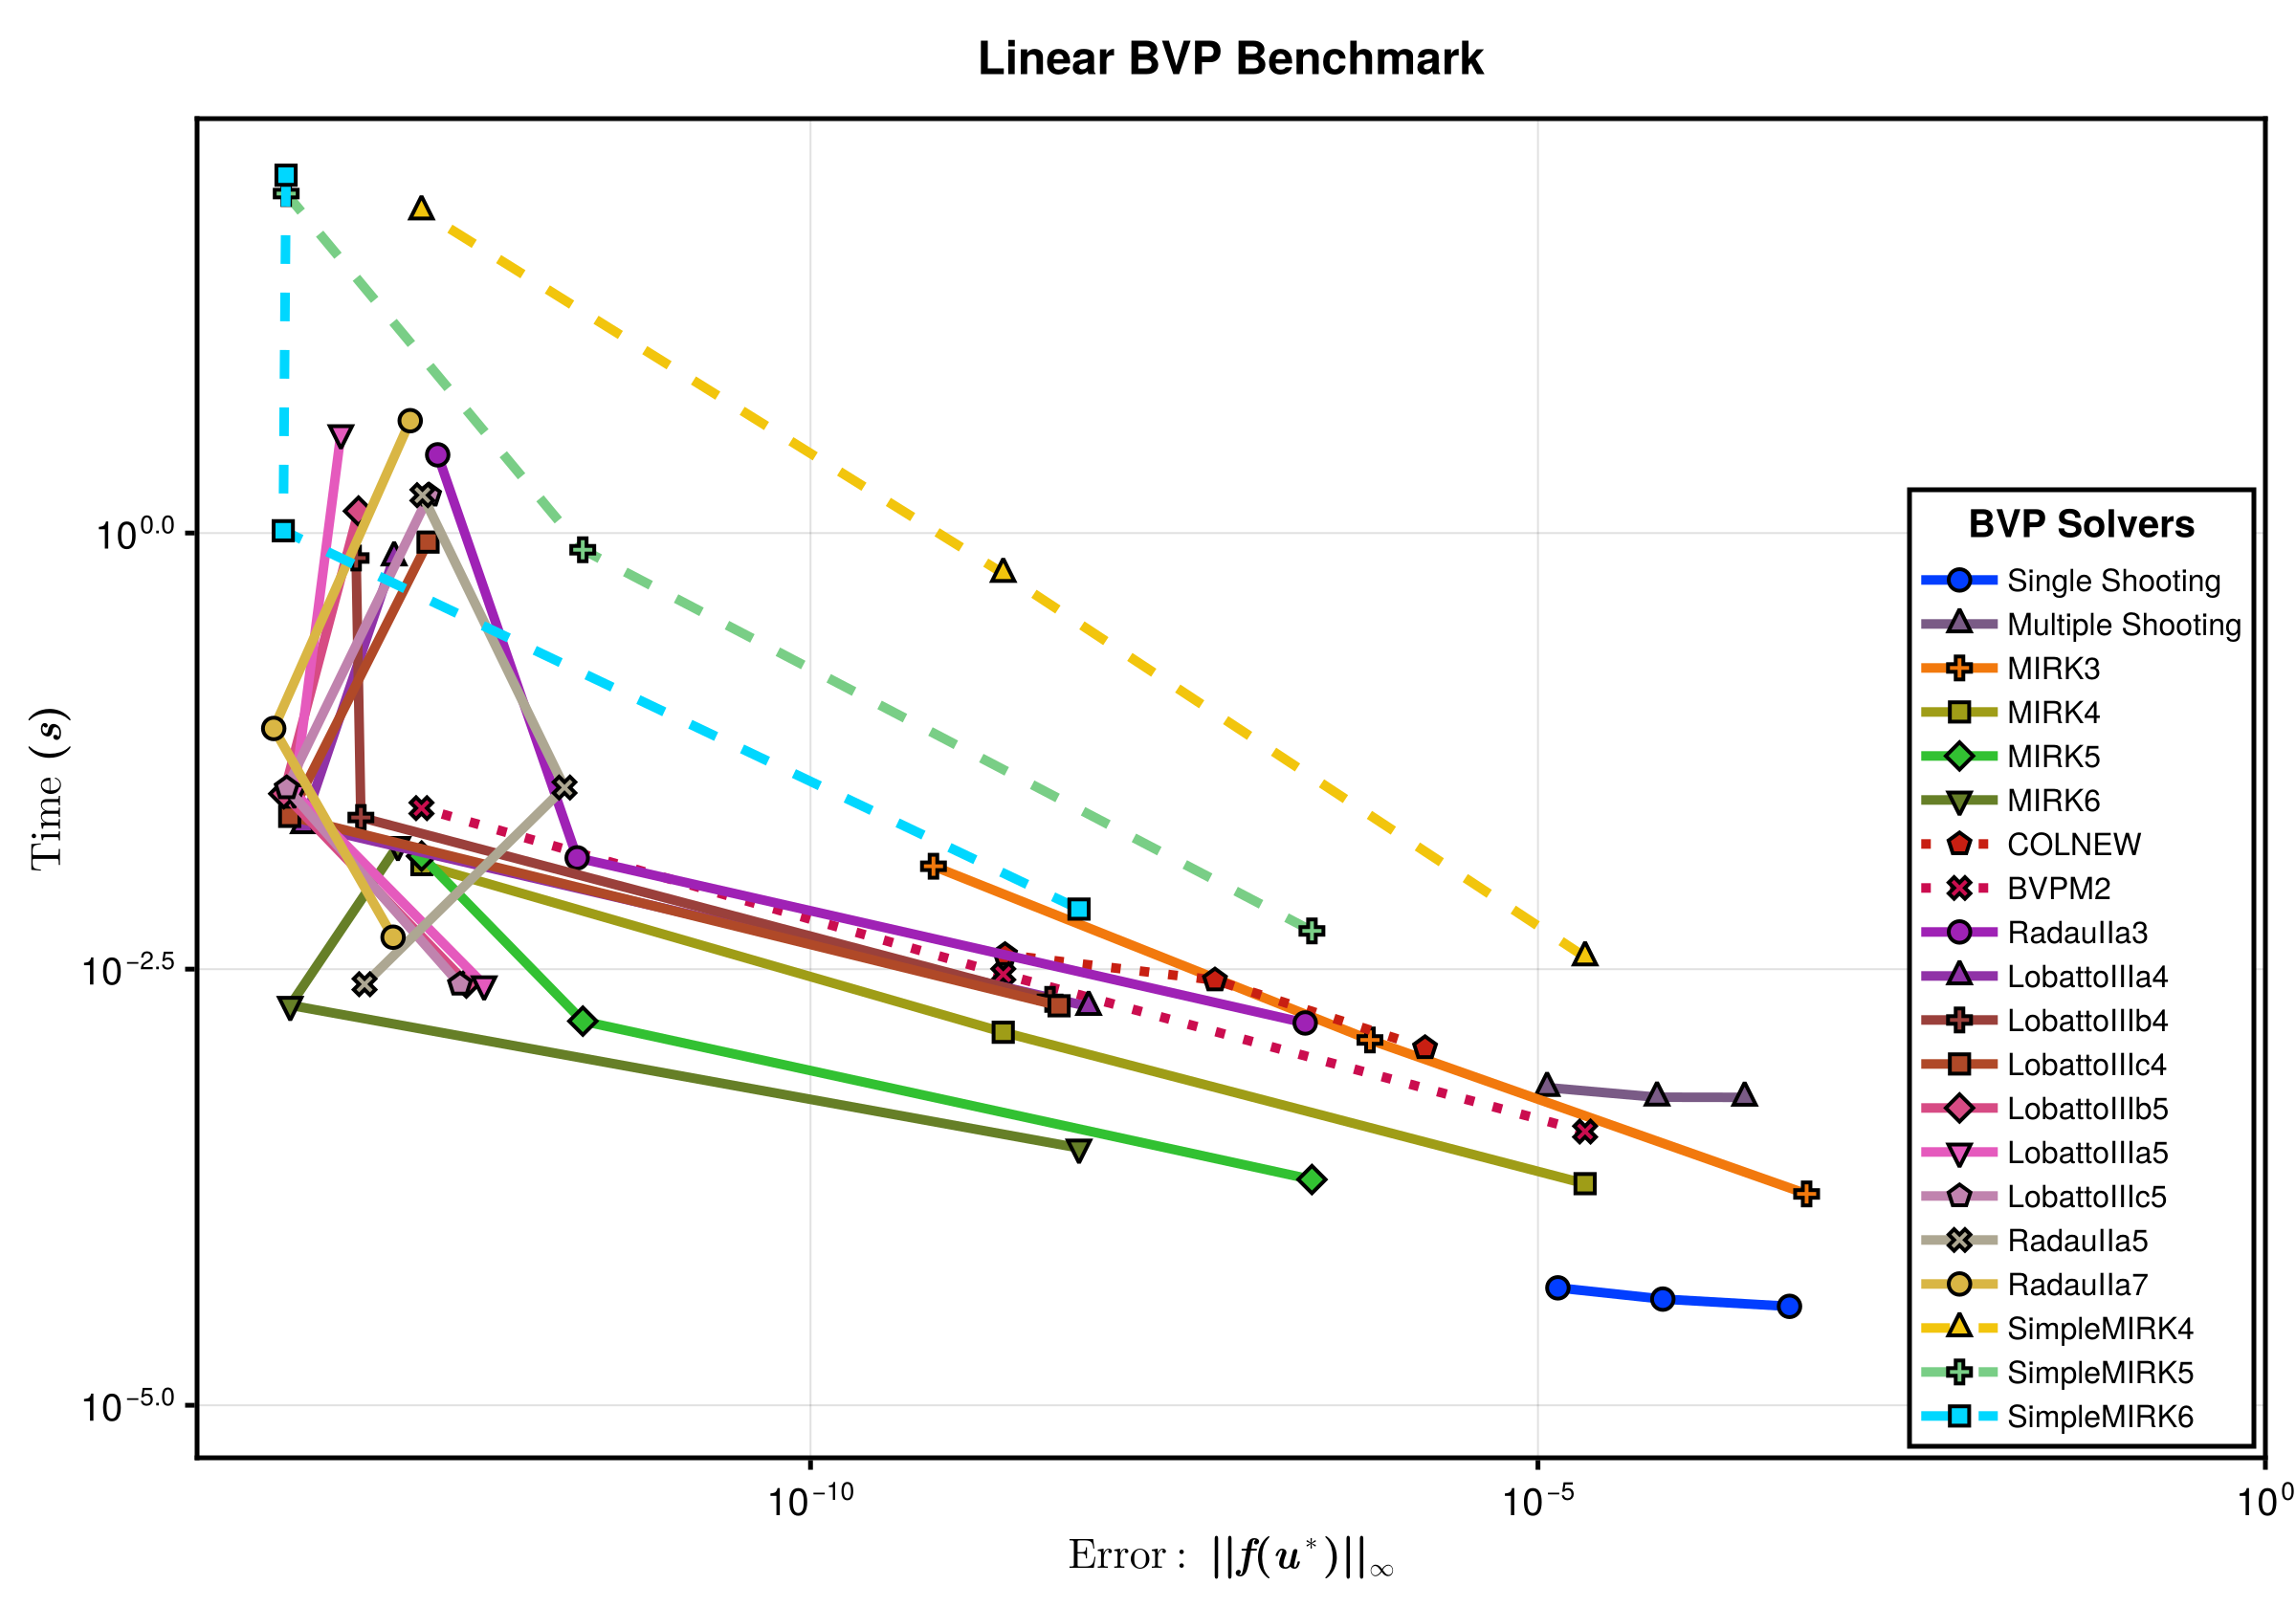 Linear BVP Benchmark
Time (s)
10^0.0
10^−2.5
10^−5.0
10^−10
10^−5
10^0
Error: ||f(u*)||∞
BVP Solvers
Single Shooting
Multiple Shooting
MIRK3
MIRK4
MIRK5
MIRK6
COLNEW
BVPM2
RadauIIa3
LobattoIIIa4
LobattoIIIb4
LobattoIIIc4
LobattoIIIb5
LobattoIIIa5
LobattoIIIc5
RadauIIa5
RadauIIa7
SimpleMIRK4
SimpleMIRK5
SimpleMIRK6